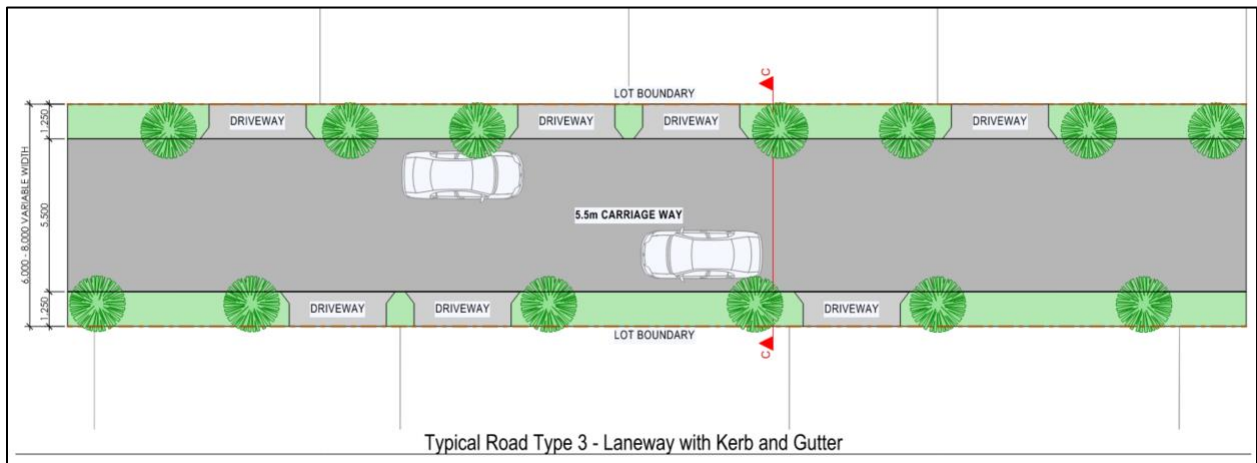 C
LOT BOUNDARY
DRIVEWAY
DRIVEWAY
DRIVEWAY
DRIVEWAY
1.250
6.000 - 8.000 VARIABLE WIDTH
5.500
5.5m CARRIAGE WAY
1.250
DRIVEWAY
DRIVEWAY
DRIVEWAY
LOT BOUNDARY
C
Typical Road Type 3 - Laneway with Kerb and Gutter